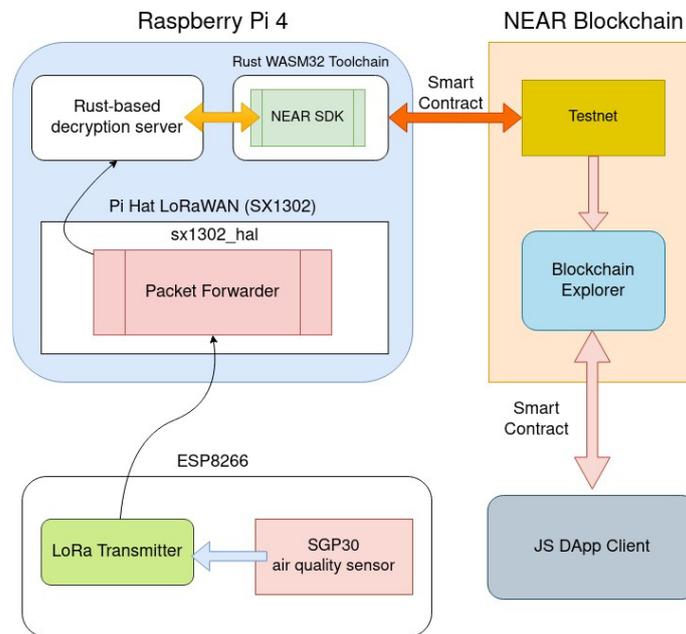 Raspberry Pi 4
NEAR Blockchain
Rust WASM32 Toolchain
Rust-based
decryption server
NEAR SDK
Smart
Contract
Testnet
Pi Hat LoRaWAN (SX1302)
sx1302_hal
Packet Forwarder
Blockchain
Explorer
Smart
Contract
ESP8266
LoRa Transmitter
SGP30
air quality sensor
JS DApp Client